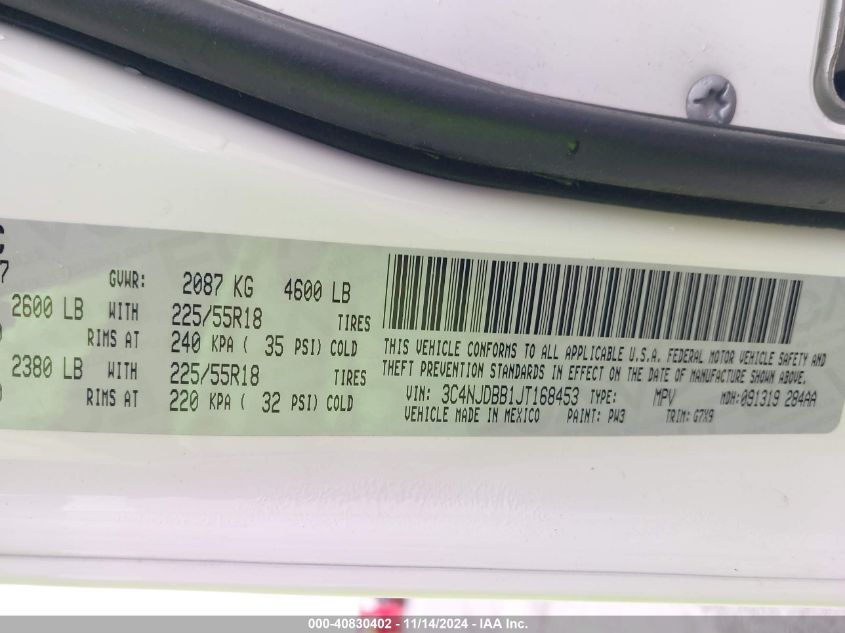 C
7
GVWR: 2087 KG 4600 LB
2600 LB WITH 225/55R18 TIRES
RIMS AT 240 KPA ( 35 PSI) COLD
2380 LB WITH 225/55R18 TIRES
RIMS AT 220 KPA ( 32 PSI) COLD
THIS VEHICLE CONFORMS TO ALL APPLICABLE U.S.A. FEDERAL MOTOR VEHICLE SAFETY AND
THEFT PREVENTION STANDARDS IN EFFECT ON THE DATE OF MANUFACTURE SHOWN ABOVE.
VIN: 3C4NJDBB1JT168453 TYPE: MPV MDH:091319 284AA
VEHICLE MADE IN MEXICO PAINT: PW3 TRIM: G7X9
000-40830402 - 11/14/2024 - IAA Inc.